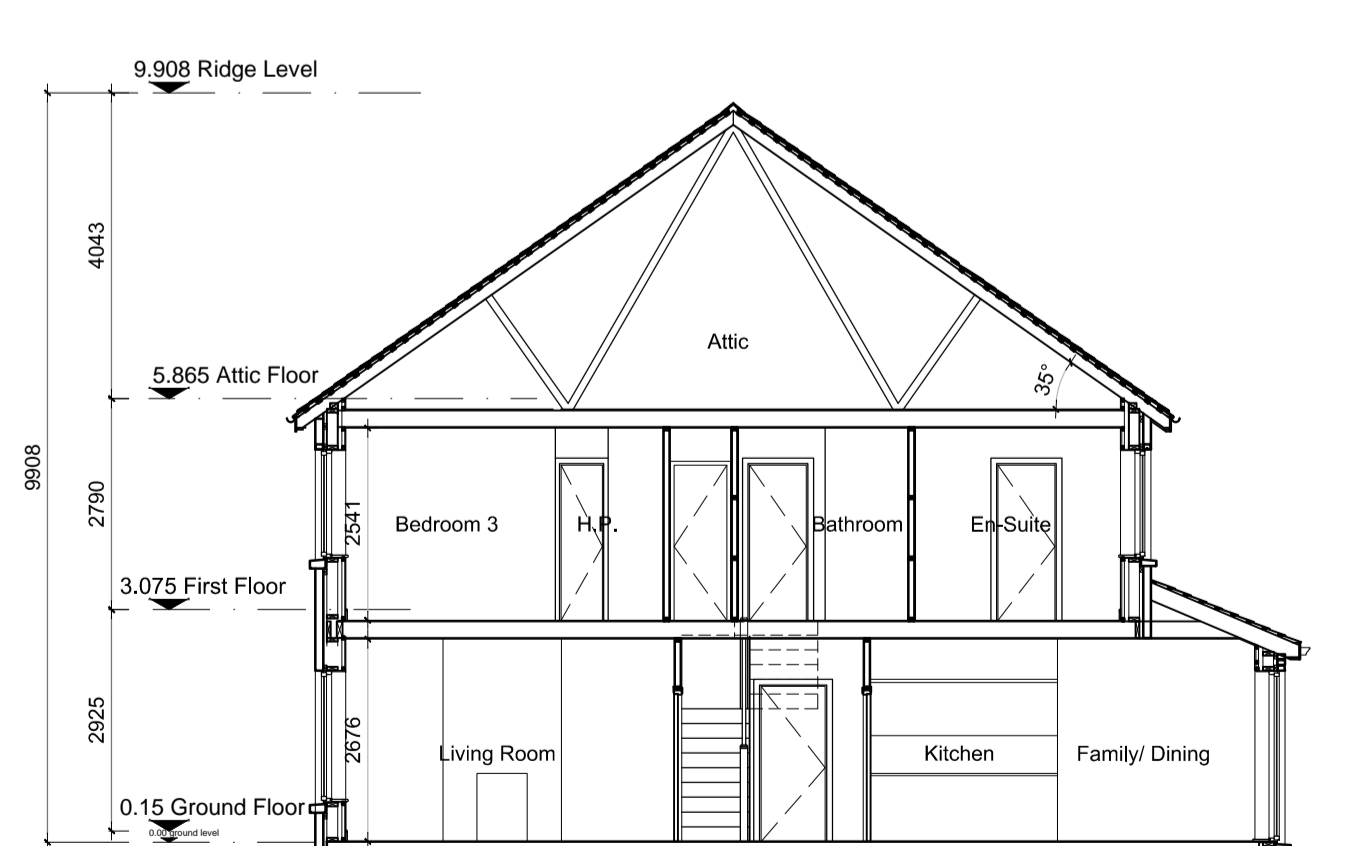 9.908 Ridge Level
4043
5.865 Attic Floor
Attic
35°
9908
2790
2541
Bedroom 3
H.P.
Bathroom
En-Suite
3.075 First Floor
2925
2676
Living Room
Kitchen
Family/ Dining
0.15 Ground Floor
0.00 ground level